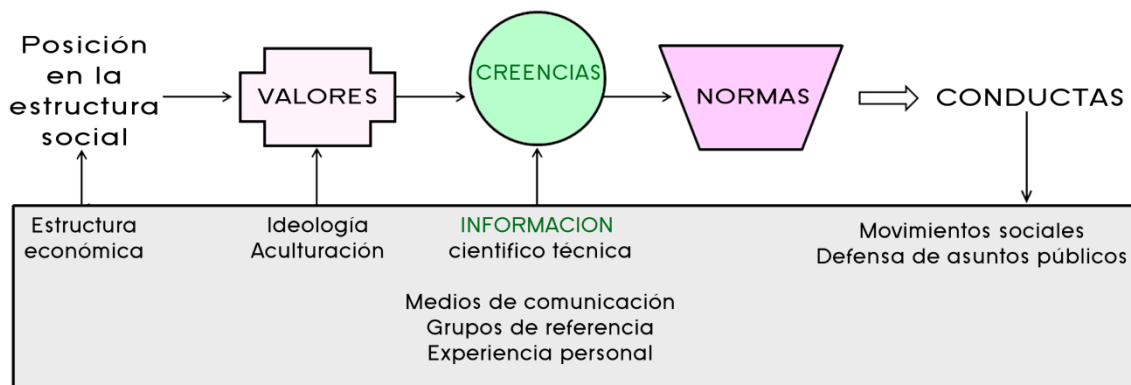 Posición
en la
estructura
social
VALORES
CREENCIAS
NORMAS
CONDUCTAS
Estructura
económica
Ideología
Aculturación
INFORMACION
científico técnica
Medios de comunicación
Grupos de referencia
Experiencia personal
Movimientos sociales
Defensa de asuntos públicos